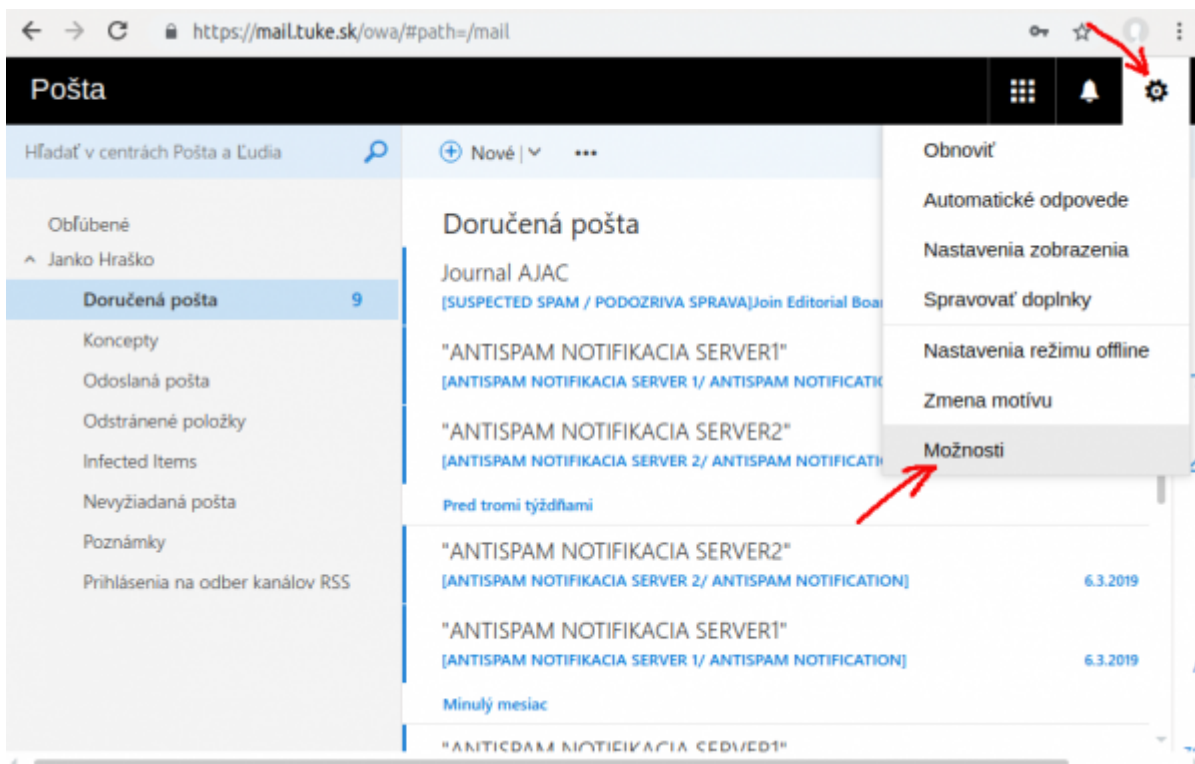 https://mail.tuke.sk/owa/#path=/mail
Pošta
Hľadať v centrách Pošta a Ľudia
Nové
Obľúbené
Janko Hraško
Doručená pošta 9
Koncepty
Odoslaná pošta
Odstránené položky
Infected Items
Nevyžiadaná pošta
Poznámky
Prihlásenia na odber kanálov RSS
Doručená pošta
Journal AJAC
[SUSPECTED SPAM / PODOZRIVA SPRAVA]Join Editorial Boa
"ANTISPAM NOTIFIKACIA SERVER1"
[ANTISPAM NOTIFIKACIA SERVER 1/ ANTISPAM NOTIFICATIO
"ANTISPAM NOTIFIKACIA SERVER2"
[ANTISPAM NOTIFIKACIA SERVER 2/ ANTISPAM NOTIFICATI
Pred tromi týždňami
"ANTISPAM NOTIFIKACIA SERVER2"
[ANTISPAM NOTIFIKACIA SERVER 2/ ANTISPAM NOTIFICATION] 6.3.2019
"ANTISPAM NOTIFIKACIA SERVER1"
[ANTISPAM NOTIFIKACIA SERVER 1/ ANTISPAM NOTIFICATION] 6.3.2019
Minulý mesiac
"ANTISPAM NOTIFIKACIA SERVER1"
Obnoviť
Automatické odpovede
Nastavenia zobrazenia
Spravovať doplnky
Nastavenia režimu offline
Zmena motívu
Možnosti